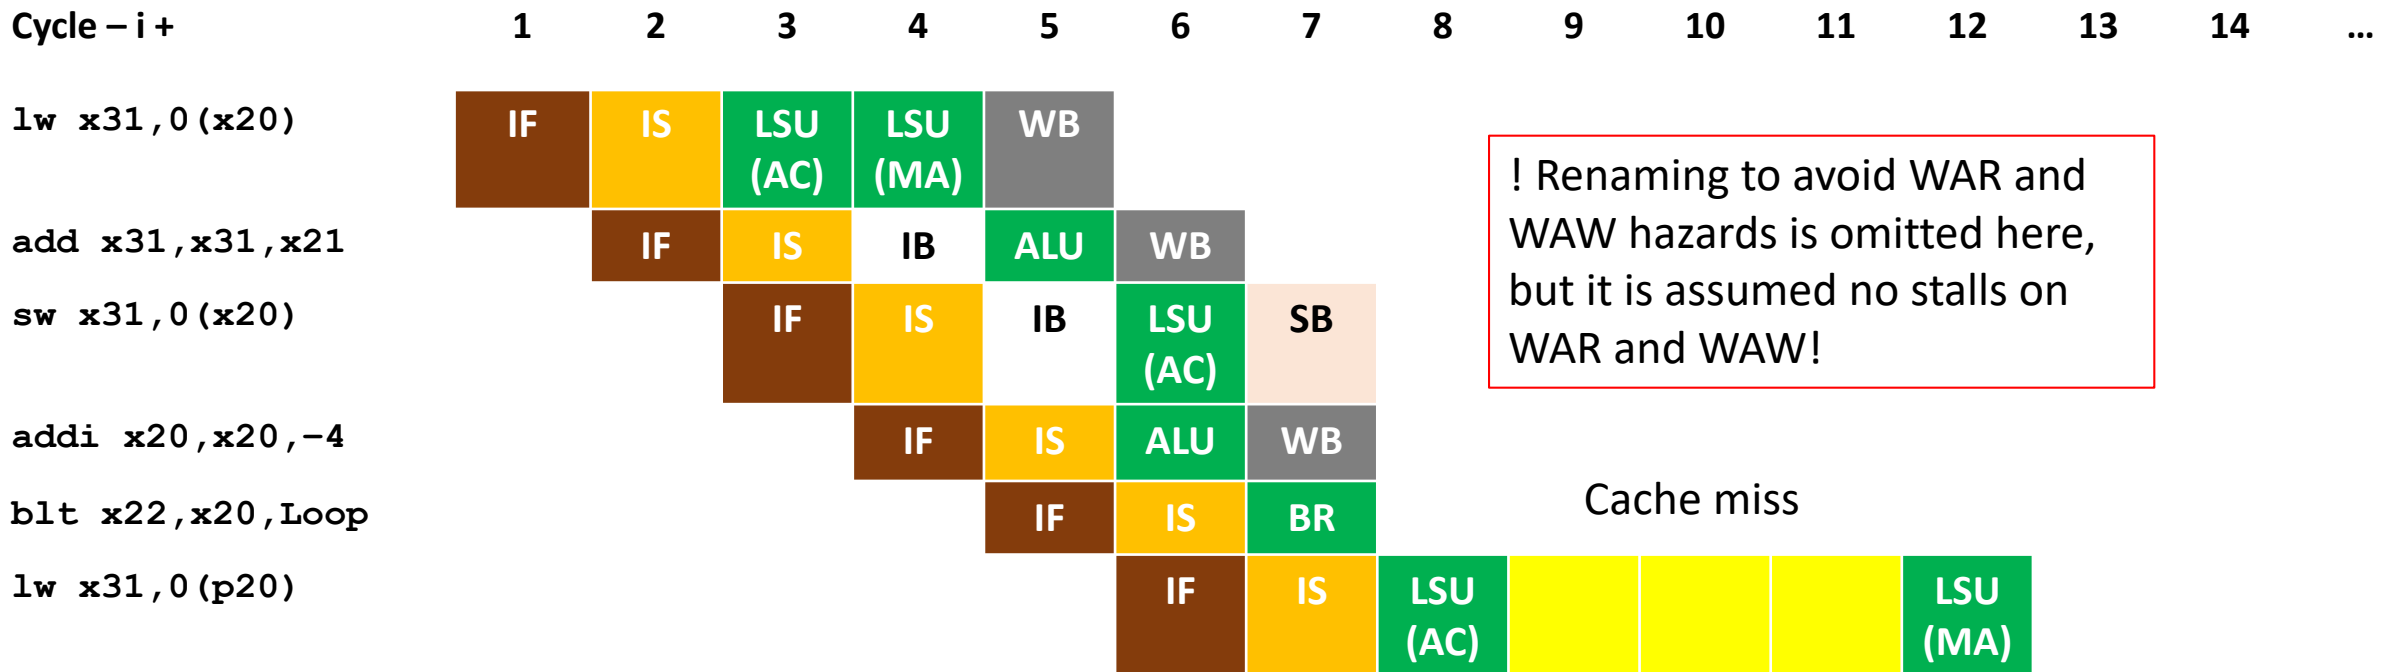 Cycle – i + 1 2 3 4 5 6 7 8 9 10 11 12 13 14 ...
lw x31,0(x20) IF IS LSU (AC) LSU (MA) WB
! Renaming to avoid WAR and
WAW hazards is omitted here,
but it is assumed no stalls on
WAR and WAW!
add x31,x31,x21 IF IS IB ALU WB
sw x31,0(x20) IF IS IB LSU (AC) SB
addi x20,x20,–4 IF IS ALU WB
blt x22,x20,Loop IF IS BR
Cache miss
lw x31,0(p20) IF IS LSU (AC) LSU (MA)